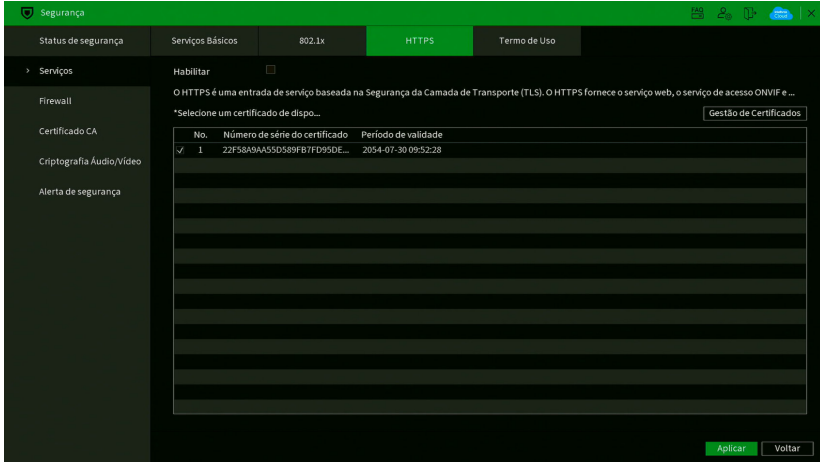 Segurança
FAQ
Cloud
Status de segurança
Serviços Básicos
802.1x
HTTPS
Termo de Uso
Serviços
Firewall
Certificado CA
Criptografia Áudio/Vídeo
Alerta de segurança
Habilitar
O HTTPS é uma entrada de serviço baseada na Segurança da Camada de Transporte (TLS). O HTTPS fornece o serviço web, o serviço de acesso ONVIF e ...
*Selecione um certificado de dispo...
Gestão de Certificados
No. Número de série do certificado Período de validade
1 22F58A9AA55D589FB7FD95DE... 2054-07-30 09:52:28
Aplicar
Voltar